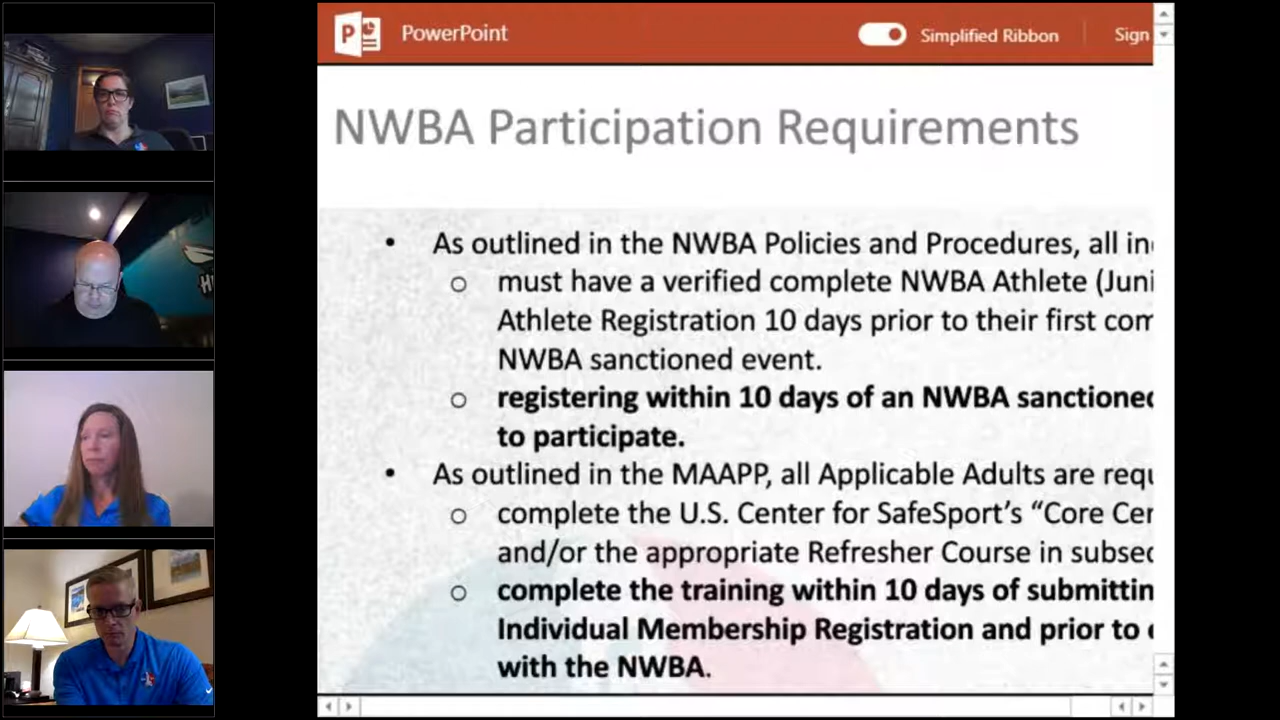 PowerPoint
Simplified Ribbon
Sign
NWBA Participation Requirements
• As outlined in the NWBA Policies and Procedures, all in
o must have a verified complete NWBA Athlete (Juni
Athlete Registration 10 days prior to their first com
NWBA sanctioned event.
o registering within 10 days of an NWBA sanctioned
to participate.
• As outlined in the MAAPP, all Applicable Adults are requ
o complete the U.S. Center for SafeSport’s “Core Cer
and/or the appropriate Refresher Course in subsec
o complete the training within 10 days of submittin
Individual Membership Registration and prior to
with the NWBA.